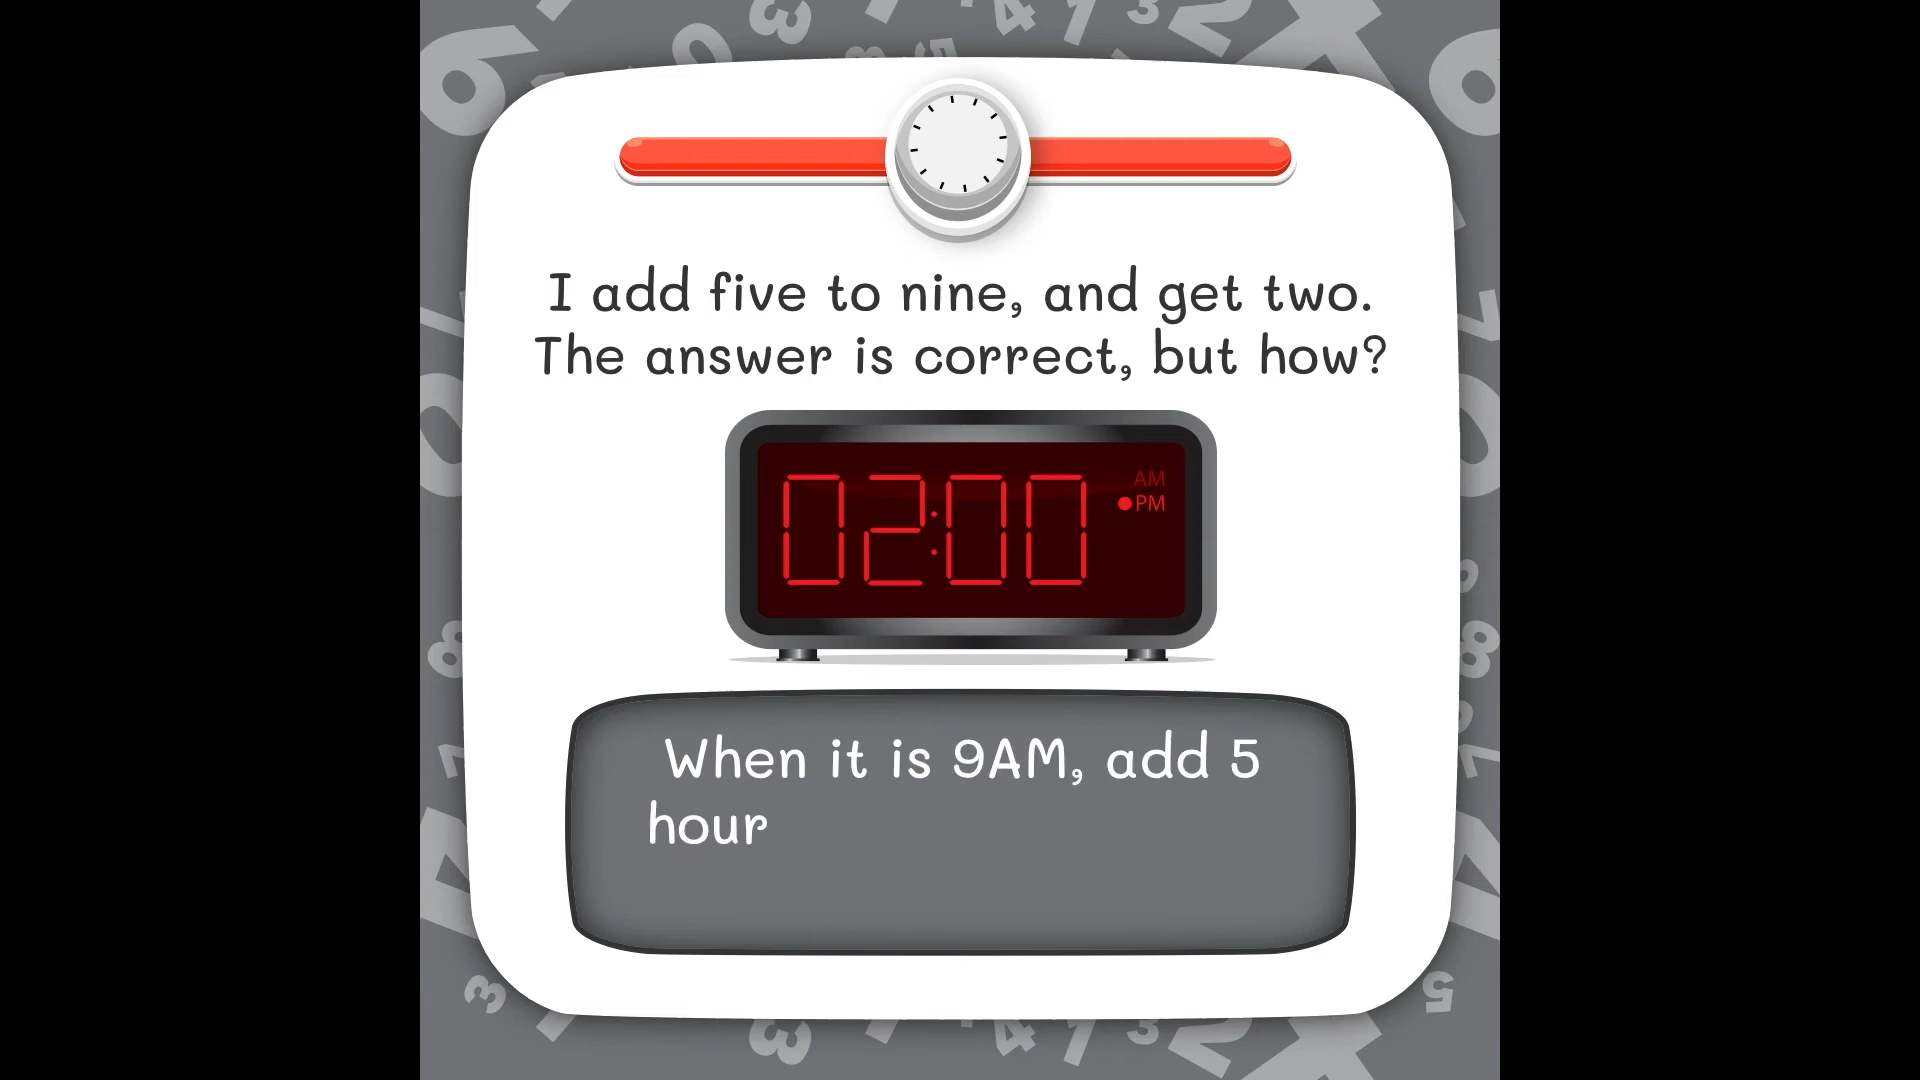 I add five to nine, and get two.
The answer is correct, but how?
02:00
AM
PM
When it is 9AM, add 5
hour